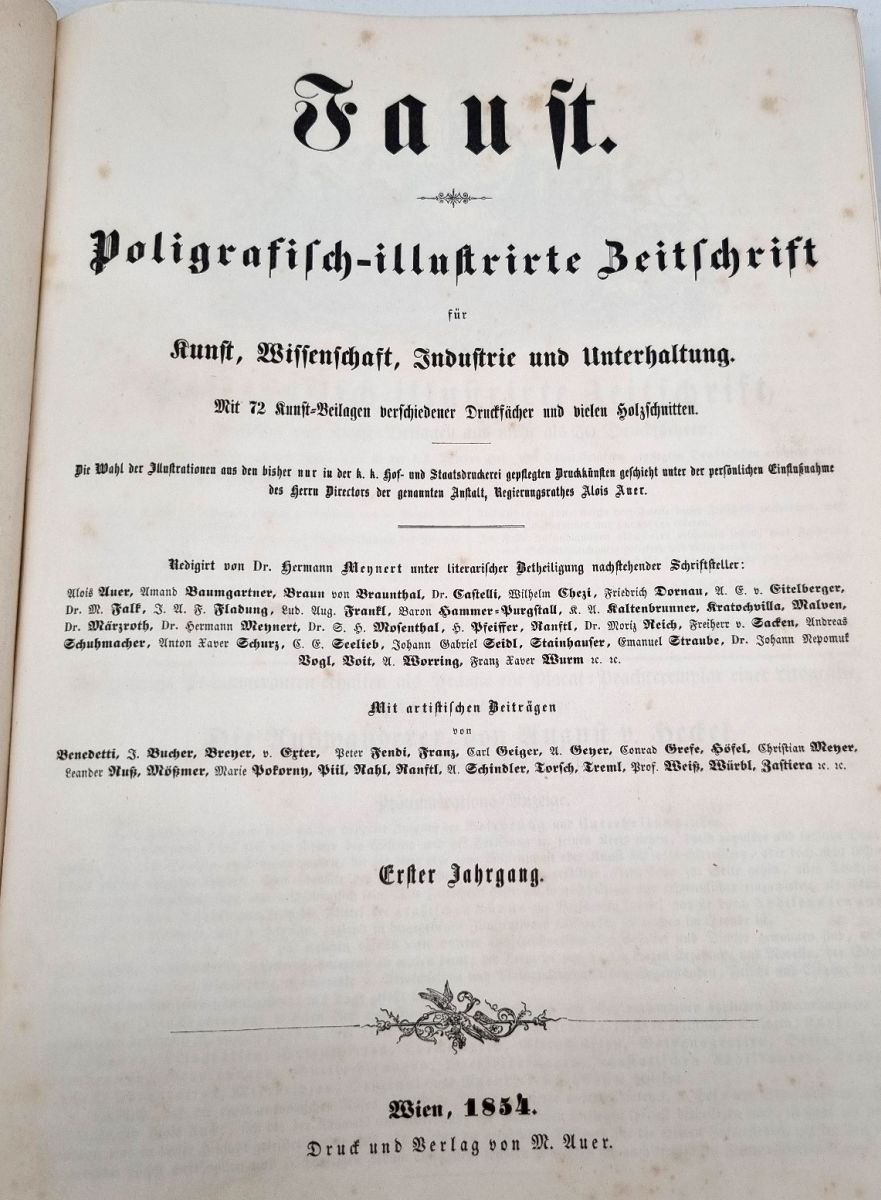 Faust.
Poligrafisch-illustrirte Zeitschrift
für
Kunst, Wissenschaft, Industrie und Unterhaltung.
Mit 72 Kunst-Beilagen verschiedener Druckfächer und vielen Holzschnitten.
Die Wahl der Illustrationen aus den bisher nur in der k. k. Hof- und Staatsdruckerei gepflegten Druckkünsten geschieht unter der persönlichen Einflußnahme
des Herrn Directors der genannten Anstalt, Regierungsrathes Alois Auer.
Redigirt von Dr. Hermann Meynert unter literarischer Betheiligung nachstehender Schriftsteller:
Alois Auer, Amand Baumgartner, Braun von Braunthal, Dr. Castelli, Wilhelm Chezi, Friedrich Dornau, A. E. v. Eitelberger,
Dr. M. Falk, J. A. F. Fladung, Lud. Aug. Frankl, Baron Hammer-Purgstall, K. A. Kaltenbrunner, Kratochvilla, Malven,
Dr. Märzroth, Dr. Hermann Meynert, Dr. S. H. Mosenthal, H. Pfeiffer, Ranftl, Dr. Moriz Reich, Freiherr v. Sacken, Andreas
Schuhmacher, Anton Xaver Schurz, C. E. Seelieb, Johann Gabriel Seidl, Stainhauser, Emanuel Straube, Dr. Johann Nepomuk
Vogl, Voit, A. Worring, Franz Xaver Wurm ꝛc. ꝛc.
Mit artistischen Beiträgen
von
Benedetti, J. Bucher, Breyer, v. Exter, Peter Fendi, Franz, Carl Geiger, A. Geyer, Conrad Grefe, Höfel, Christian Meyer,
Leander Ruß, Mößmer, Marie Pokorny, Piil, Rahl, Ranftl, A. Schindler, Torsch, Treml, Prof. Weiß, Würbl, Zastiera ꝛc. ꝛc.
Erster Jahrgang.
Wien, 1854.
Druck und Verlag von M. Auer.